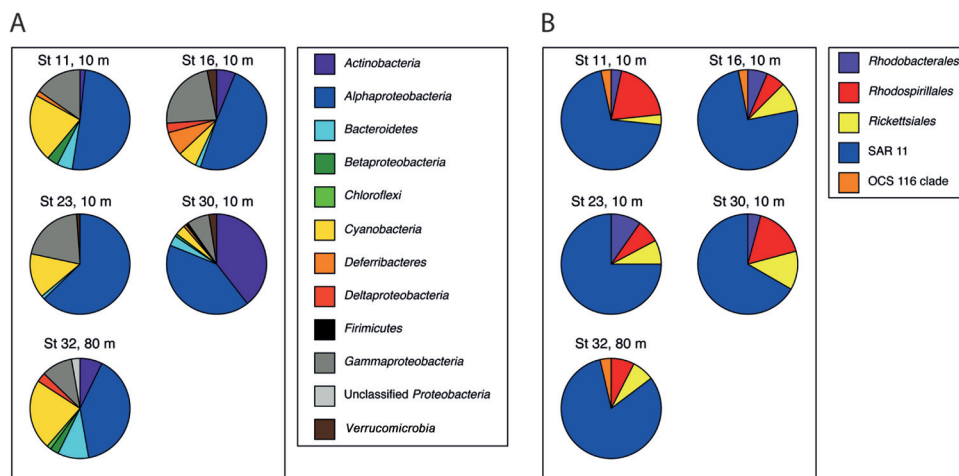 A
St 11, 10 m
St 16, 10 m
St 23, 10 m
St 30, 10 m
St 32, 80 m
Actinobacteria
Alphaproteobacteria
Bacteroidetes
Betaproteobacteria
Chloroflexi
Cyanobacteria
Deferribacteres
Deltaproteobacteria
Firimicutes
Gammaproteobacteria
Unclassified Proteobacteria
Verrucomicrobia
B
St 11, 10 m
St 16, 10 m
St 23, 10 m
St 30, 10 m
St 32, 80 m
Rhodobacterales
Rhodospirillales
Rickettsiales
SAR 11
OCS 116 clade